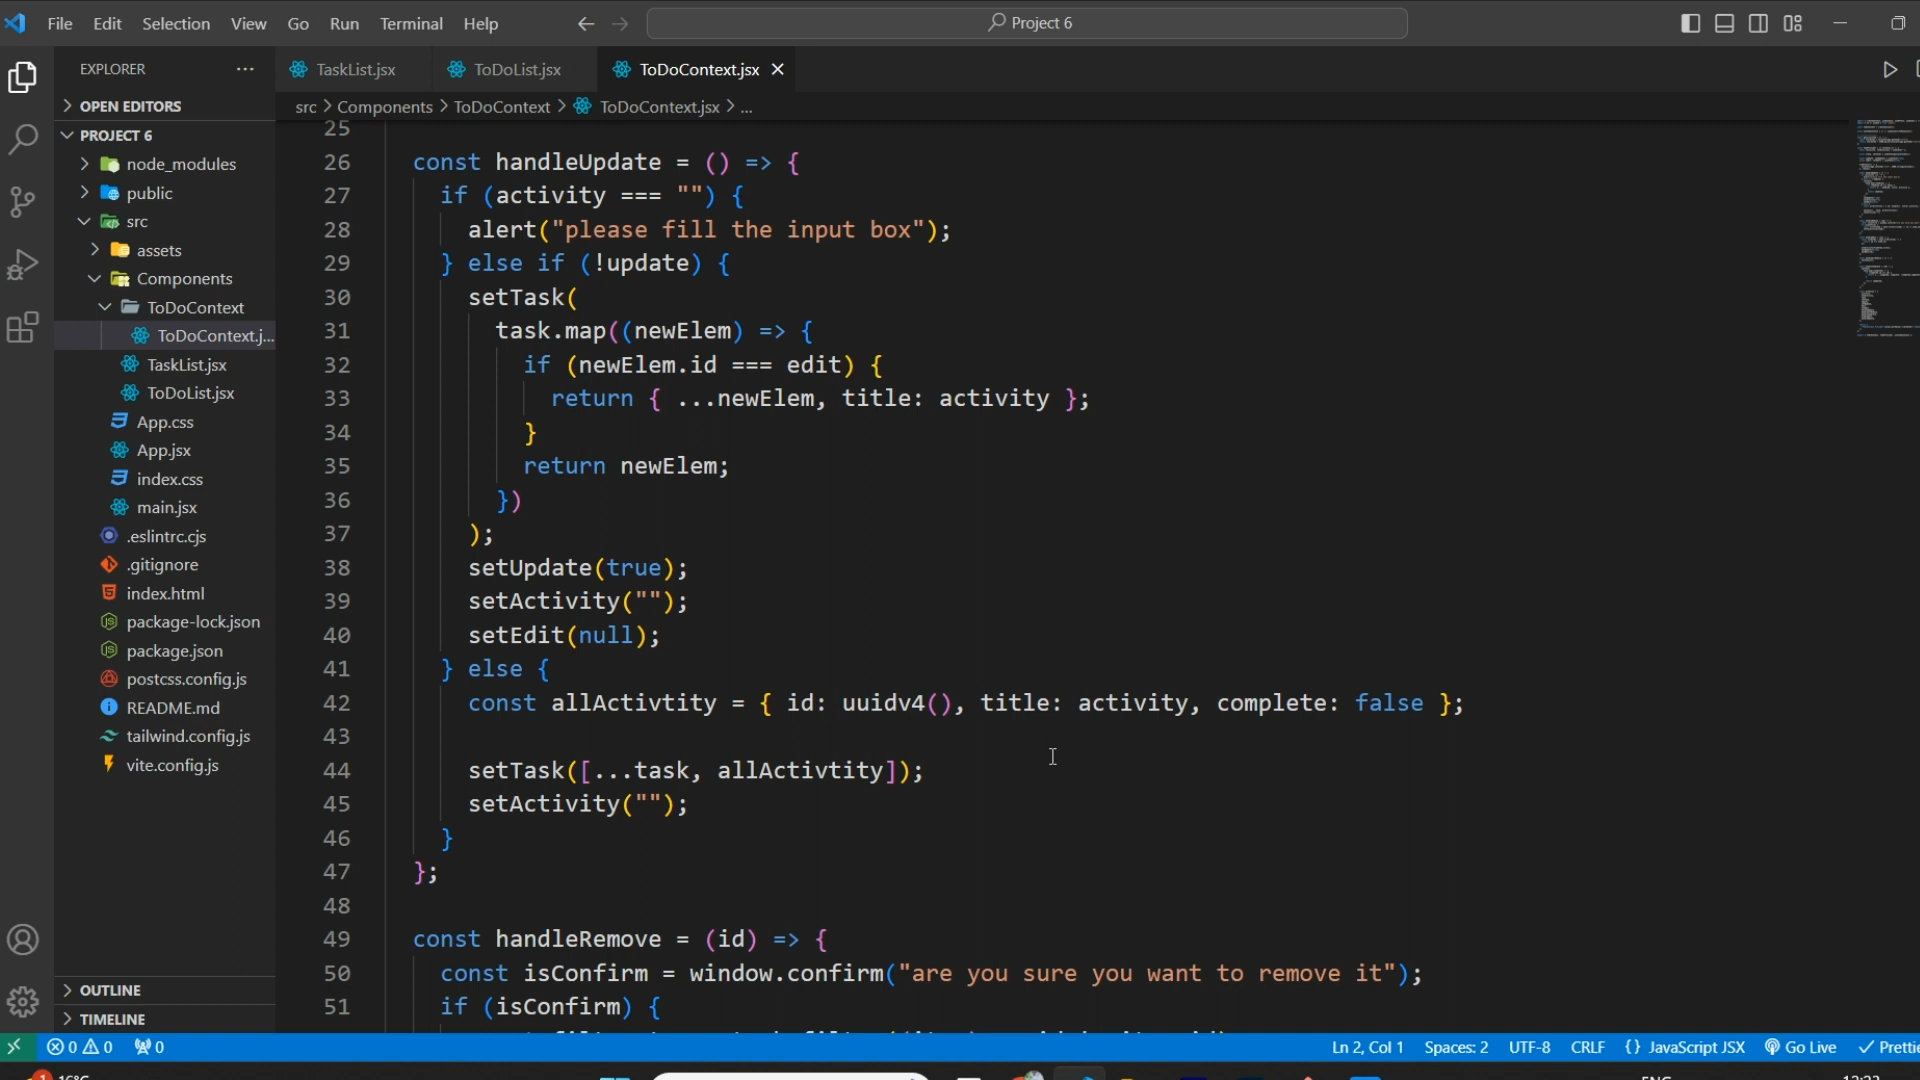 File Edit Selection View Go Run Terminal Help Project 6
EXPLORER ...
TaskList.jsx ToDoList.jsx ToDoContext.jsx
OPEN EDITORS
src > Components > ToDoContext > ToDoContext.jsx > ...
PROJECT 6
node_modules
public
src
assets
Components
ToDoContext
ToDoContext.j...
TaskList.jsx
ToDoList.jsx
App.css
App.jsx
index.css
main.jsx
.eslintrc.cjs
.gitignore
index.html
package-lock.json
package.json
postcss.config.js
README.md
tailwind.config.js
vite.config.js
OUTLINE
TIMELINE
25
26 const handleUpdate = () => {
27 if (activity === "") {
28 alert("please fill the input box");
29 } else if (!update) {
30 setTask(
31 task.map((newElem) => {
32 if (newElem.id === edit) {
33 return { ...newElem, title: activity };
34 }
35 return newElem;
36 })
37 );
38 setUpdate(true);
39 setActivity("");
40 setEdit(null);
41 } else {
42 const allActivtity = { id: uuidv4(), title: activity, complete: false };
43
44 setTask([...task, allActivtity]);
45 setActivity("");
46 }
47 };
48
49 const handleRemove = (id) => {
50 const isConfirm = window.confirm("are you sure you want to remove it");
51 if (isConfirm) {
0 0 0 Ln 2, Col 1 Spaces: 2 UTF-8 CRLF {} JavaScript JSX Go Live